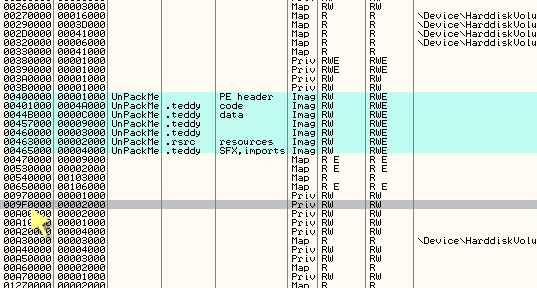 00260000 00003000 Map RW RW
00270000 00016000 Map R R \Device\HarddiskVolu
00290000 0003D000 Map R R \Device\HarddiskVolu
002D0000 00041000 Map R R \Device\HarddiskVolu
00320000 00006000 Map R R \Device\HarddiskVolu
00330000 00041000 Map R R
00380000 00001000 Priv RWE RWE
00390000 00001000 Priv RWE RWE
003A0000 00001000 Priv RW RW
003B0000 00001000 Priv RW RW
00400000 00001000 UnPackMe PE header Imag RW RWE
00401000 0004A000 UnPackMe .teddy code Imag RW RWE
0044B000 0000C000 UnPackMe .teddy data Imag RW RWE
00457000 00009000 UnPackMe .teddy Imag RW RWE
00460000 00003000 UnPackMe .teddy Imag RW RWE
00463000 00002000 UnPackMe .rsrc resources Imag RW RWE
00465000 00004000 UnPackMe .teddy SFX,imports Imag RW RWE
00470000 00009000 Map R E R E
00530000 00002000 Map R E R E
00540000 00103000 Map R R
00650000 00106000 Map R E R E
00970000 00001000 Priv RW RW
009F0000 00002000 Priv RW RW
00A00000 00002000 Priv RW RW
00001000 Priv RW RW
00004000 Priv RW RW
00A30000 00003000 Map R R \Device\HarddiskVolu
00A40000 00004000 Priv RW RW
00A50000 00003000 Priv RW RW
00A60000 00002000 Map R R
00A70000 00001000 Priv RW RW
01270000 00002000 Map R R